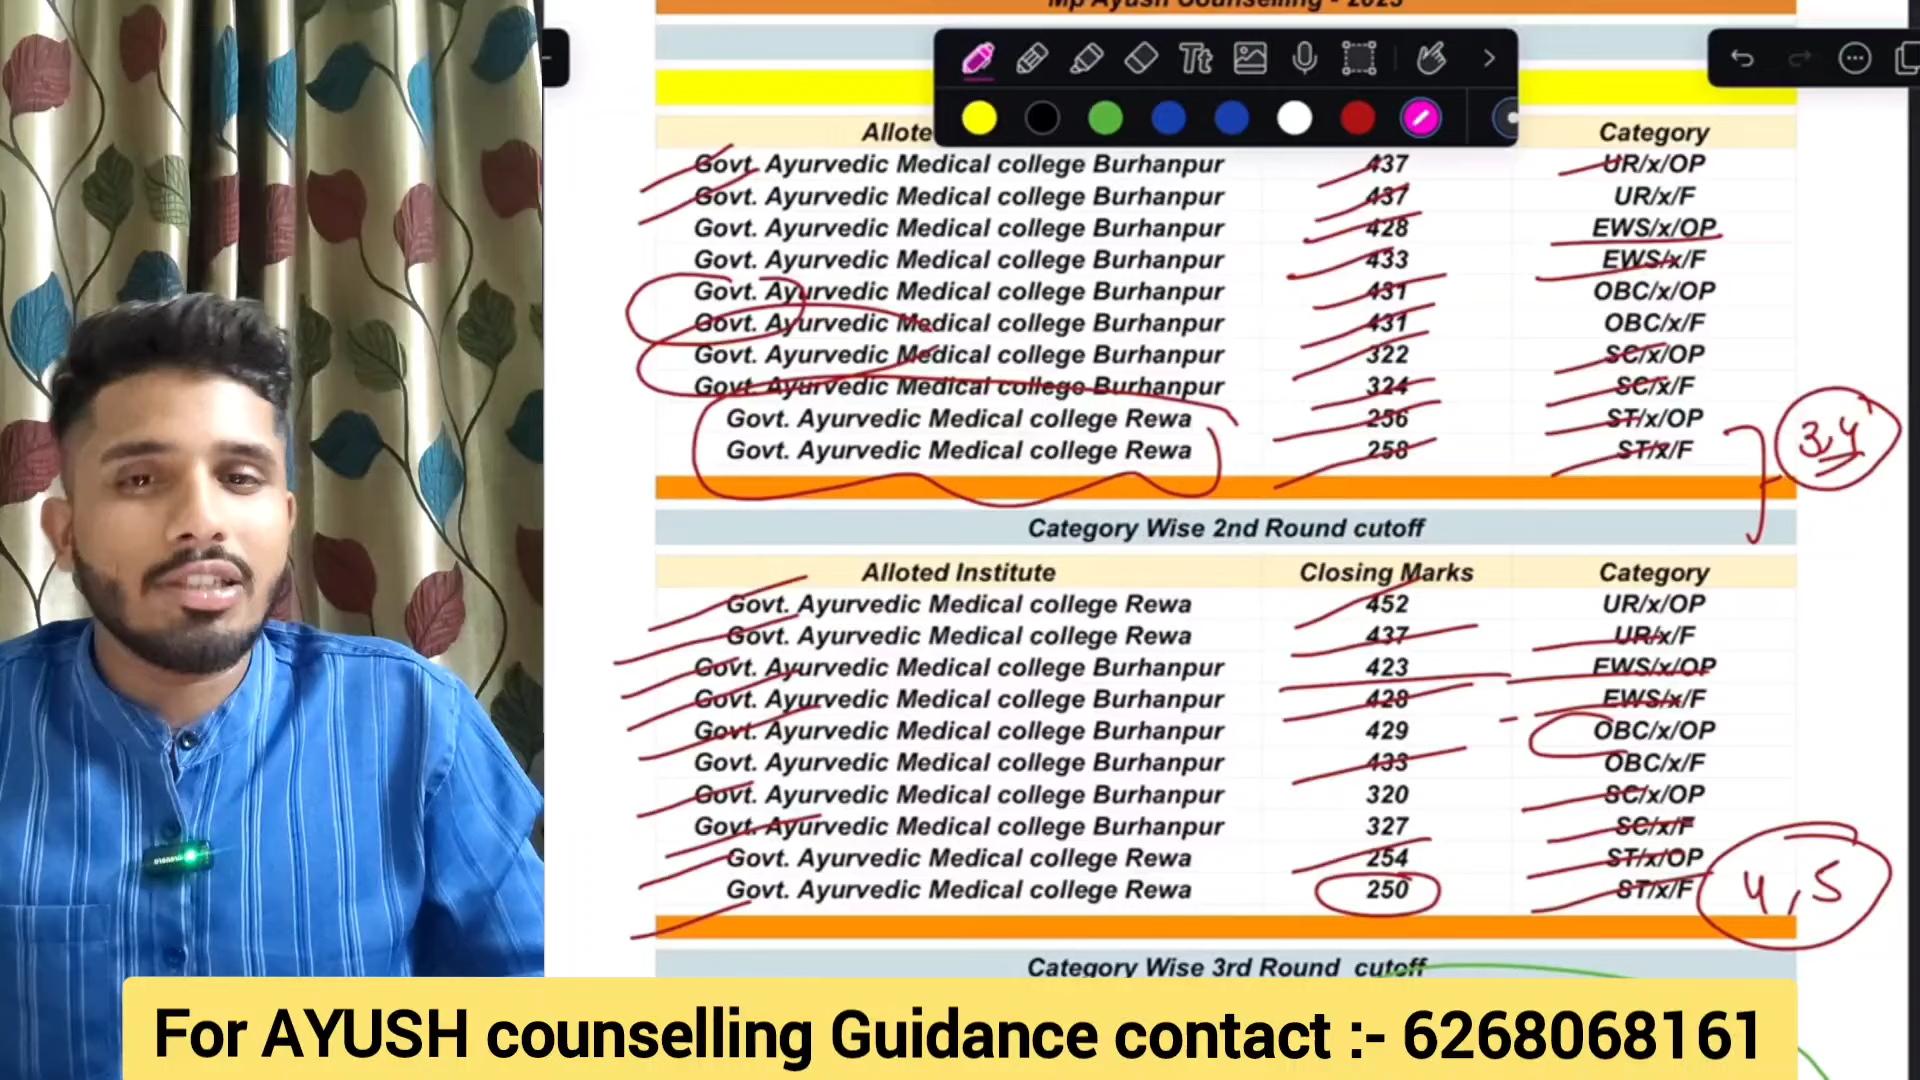 Mp Ayush Counselling - 2023
Tt
Allote Category
Govt. Ayurvedic Medical college Burhanpur 437 UR/x/OP
Govt. Ayurvedic Medical college Burhanpur 437 UR/x/F
Govt. Ayurvedic Medical college Burhanpur 428 EWS/x/OP
Govt. Ayurvedic Medical college Burhanpur 433 EWS/x/F
Govt. Ayurvedic Medical college Burhanpur 431 OBC/x/OP
Govt. Ayurvedic Medical college Burhanpur 431 OBC/x/F
Govt. Ayurvedic Medical college Burhanpur 322 SC/x/OP
Govt. Ayurvedic Medical college Burhanpur 324 SC/x/F
Govt. Ayurvedic Medical college Rewa 256 ST/x/OP
Govt. Ayurvedic Medical college Rewa 258 ST/x/F
3,4
Category Wise 2nd Round cutoff
Alloted Institute Closing Marks Category
Govt. Ayurvedic Medical college Rewa 452 UR/x/OP
Govt. Ayurvedic Medical college Rewa 437 UR/x/F
Govt. Ayurvedic Medical college Burhanpur 423 EWS/x/OP
Govt. Ayurvedic Medical college Burhanpur 428 EWS/x/F
Govt. Ayurvedic Medical college Burhanpur 429 OBC/x/OP
Govt. Ayurvedic Medical college Burhanpur 433 OBC/x/F
Govt. Ayurvedic Medical college Burhanpur 320 SC/x/OP
Govt. Ayurvedic Medical college Burhanpur 327 SC/x/F
Govt. Ayurvedic Medical college Rewa 254 ST/x/OP
Govt. Ayurvedic Medical college Rewa 250 ST/x/F
4,5
Category Wise 3rd Round cutoff
For AYUSH counselling Guidance contact :- 6268068161